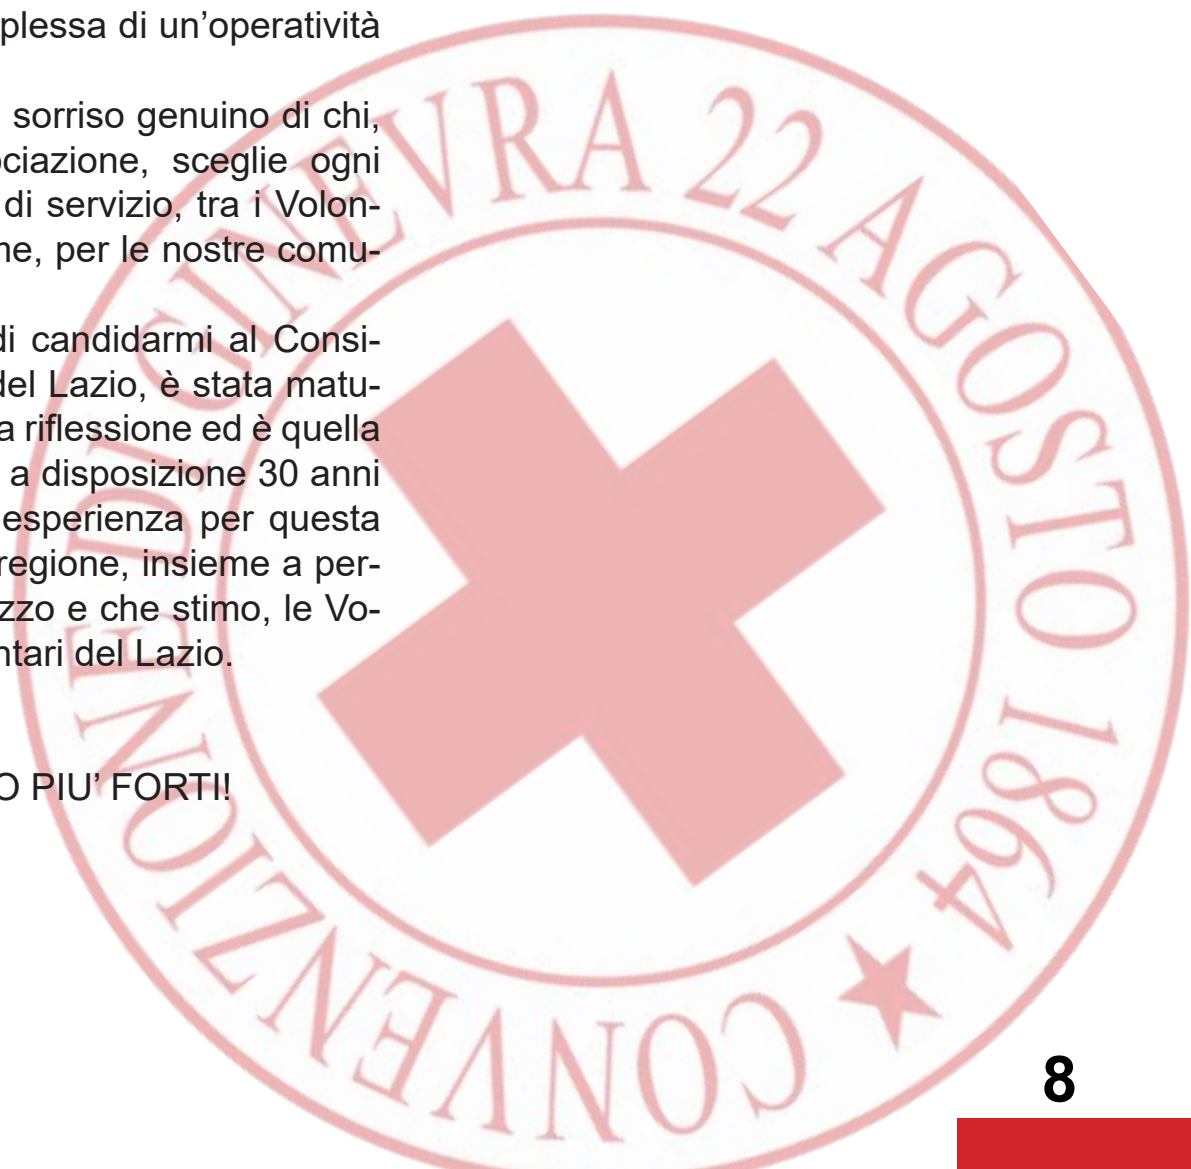 plessa di un’operatività
sorriso genuino di chi,
ociazione, sceglie ogni
di servizio, tra i Volon-
me, per le nostre comu-
di candidarmi al Consi-
del Lazio, è stata matu-
a riflessione ed è quella
a disposizione 30 anni
esperienza per questa
regione, insieme a per-
zzo e che stimo, le Vo-
ntari del Lazio.
O PIU’ FORTI!
CONVENZIONE DI GINEVRA 22 AGOSTO 1864
8